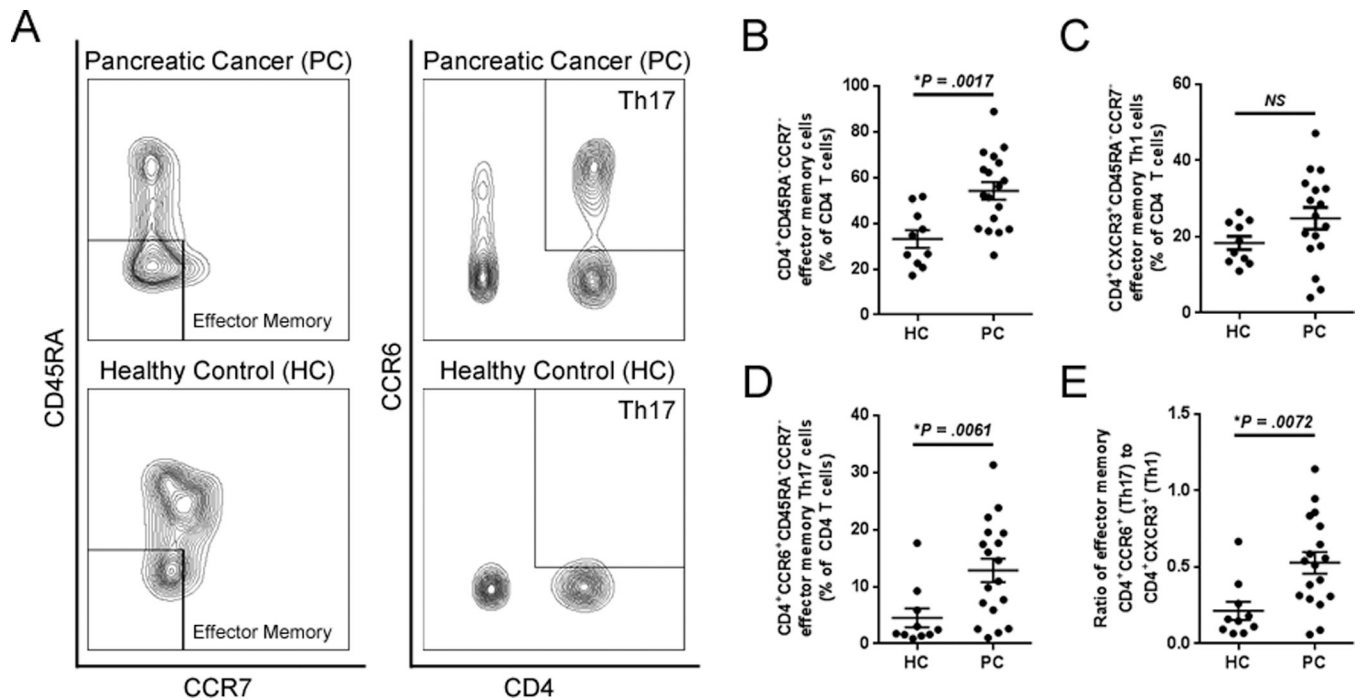 A
Pancreatic Cancer (PC)
Effector Memory
Healthy Control (HC)
Effector Memory
CD45RA
CCR7
Pancreatic Cancer (PC)
Th17
Healthy Control (HC)
Th17
CCR6
CD4
B
*P = .0017
CD4⁺CD45RA⁻CCR7⁻
effector memory cells
(% of CD4 T cells)
100
80
60
40
20
0
HC PC
C
NS
CD4⁺CXCR3⁺CD45RA⁻CCR7⁻
effector memory Th1 cells
(% of CD4 T cells)
60
40
20
0
HC PC
D
*P = .0061
CD4⁺CCR6⁺CD45RA⁻CCR7⁻
effector memory Th17 cells
(% of CD4 T cells)
40
30
20
10
0
HC PC
E
*P = .0072
Ratio of effector memory
CD4⁺CCR6⁺ (Th17) to
CD4⁺CXCR3⁺ (Th1)
1.5
1.0
0.5
0.0
HC PC